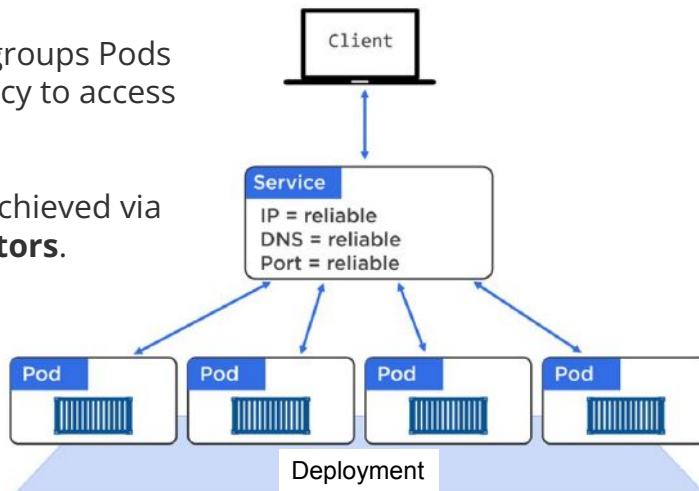 groups Pods
cy to access
chieved via
tors.
Client
Service
IP = reliable
DNS = reliable
Port = reliable
Pod
Pod
Pod
Pod
Deployment